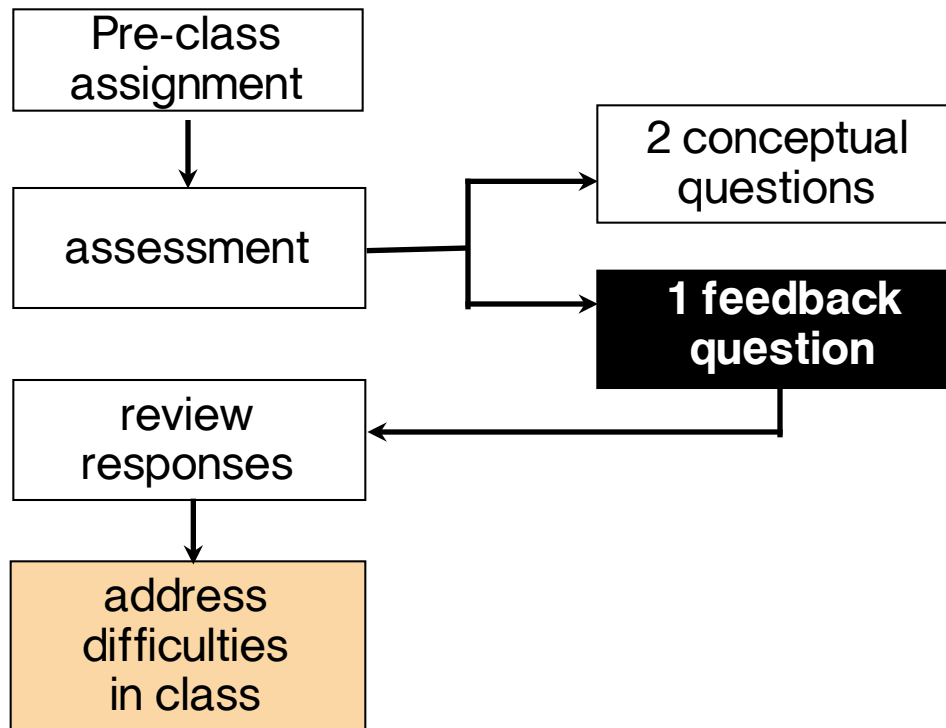 Pre-class
assignment
assessment
2 conceptual
questions
1 feedback
question
review
responses
address
difficulties
in class